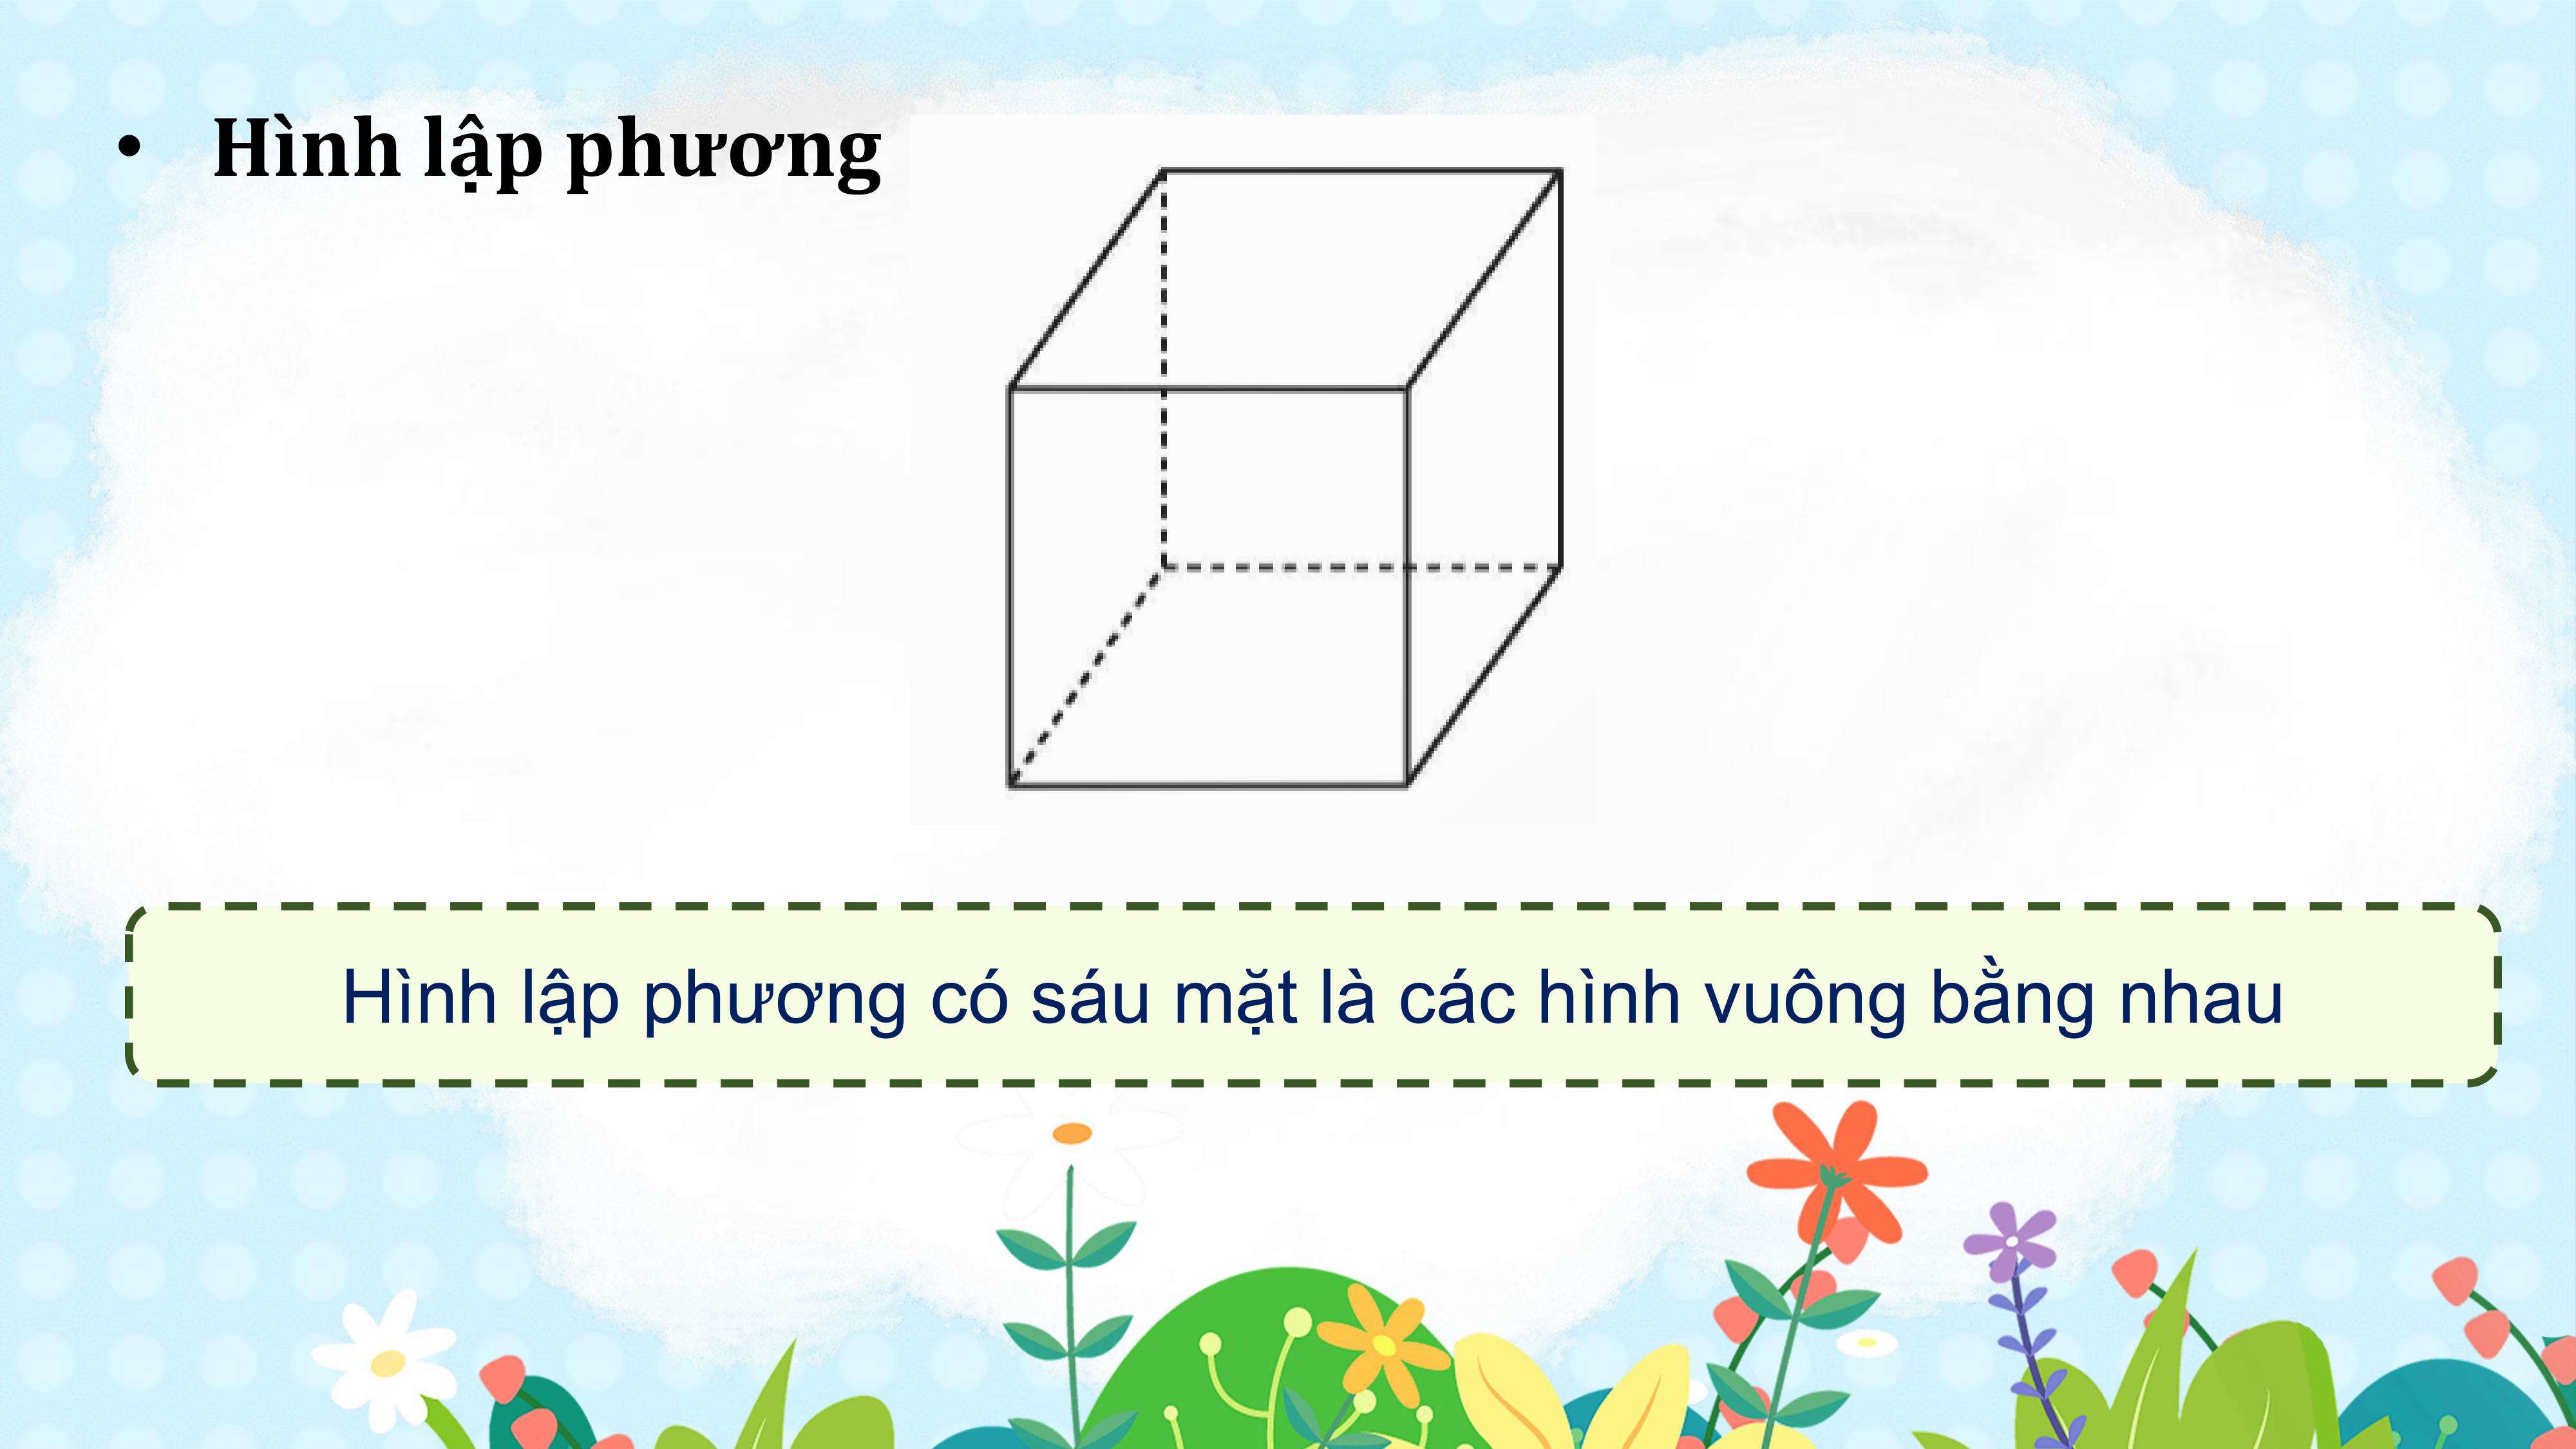 • Hình lập phương
Hình lập phương có sáu mặt là các hình vuông bằng nhau